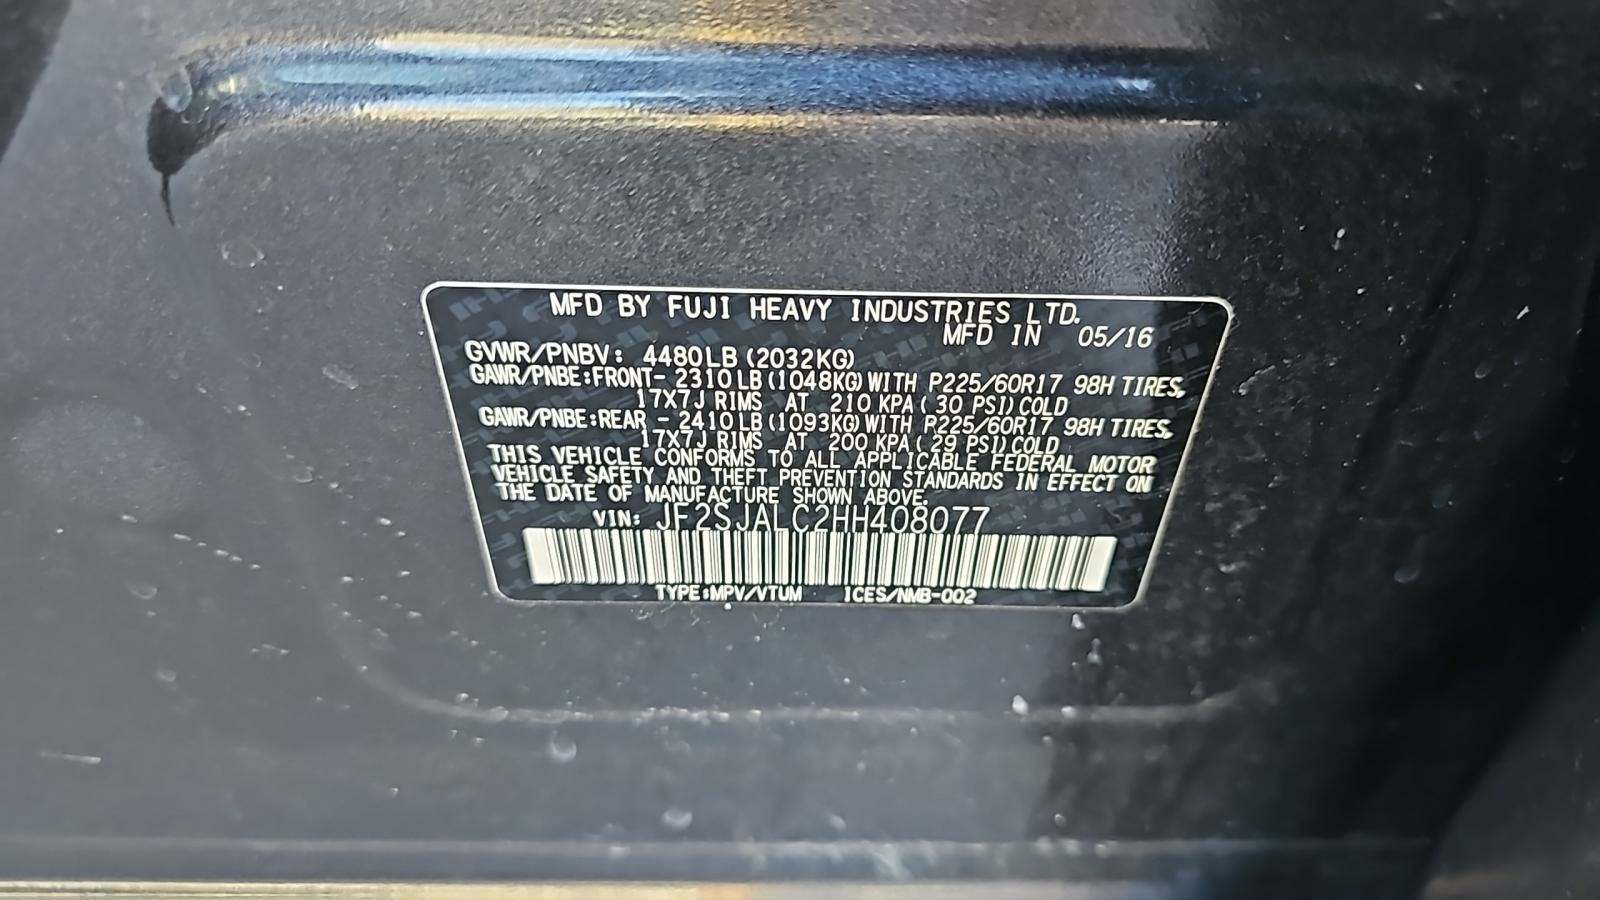 MFD BY FUJI HEAVY INDUSTRIES LTD.
MFD IN 05/16
GVWR/PNBV: 4480LB (2032KG)
GAWR/PNBE:FRONT- 2310 LB (1048KG) WITH P225/60R17 98H TIRES,
17X7J RIMS AT 210 KPA ( 30 PSI) COLD
GAWR/PNBE:REAR - 2410 LB (1093KG) WITH P225/60R17 98H TIRES,
17X7J RIMS AT 200 KPA ( 29 PSI) COLD
THIS VEHICLE CONFORMS TO ALL APPLICABLE FEDERAL MOTOR
VEHICLE SAFETY AND THEFT PREVENTION STANDARDS IN EFFECT ON
THE DATE OF MANUFACTURE SHOWN ABOVE.
VIN: JF2SJALC2HH408077
TYPE:MPV/VTUM ICES/NMB-002